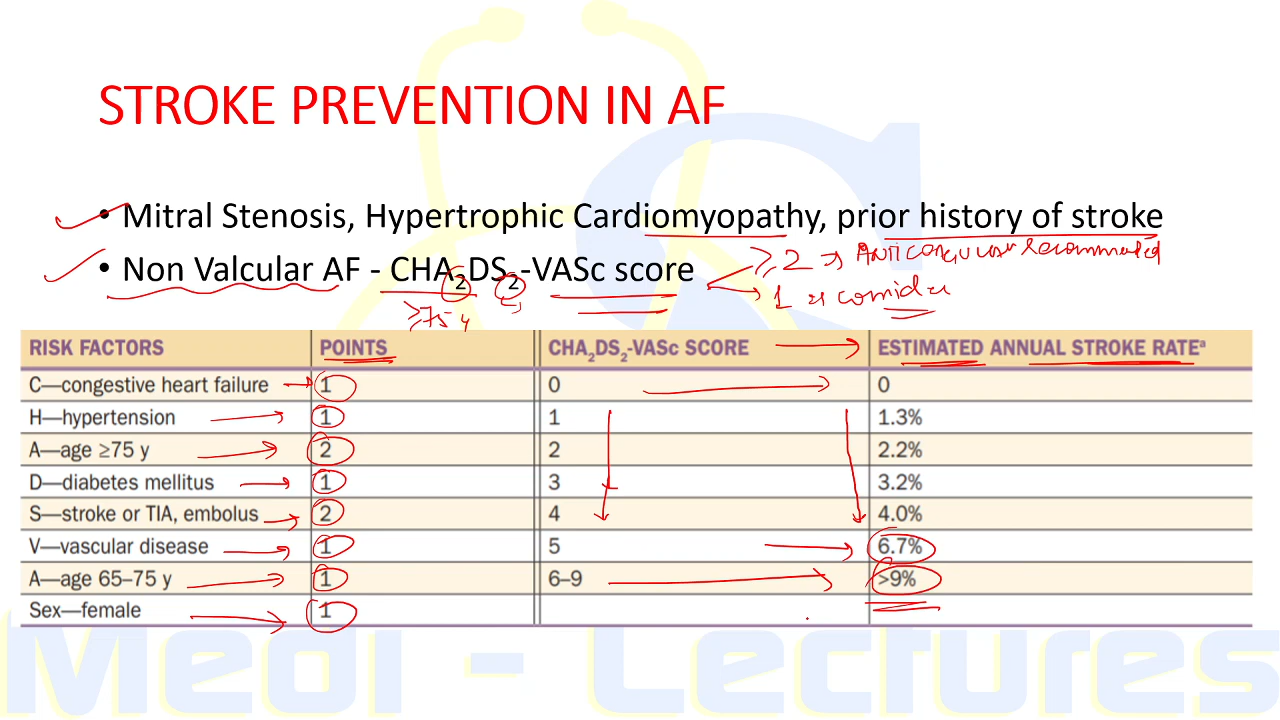 STROKE PREVENTION IN AF
• Mitral Stenosis, Hypertrophic Cardiomyopathy, prior history of stroke
• Non Valcular AF - CHA2DS2-VASc score
≥ 2 → recommended
1 →
≥75 y
RISK FACTORS POINTS CHA2DS2-VASc SCORE ESTIMATED ANNUAL STROKE RATEª
C—congestive heart failure 1 0 0
H—hypertension 1 1 1.3%
A—age ≥75 y 2 2 2.2%
D—diabetes mellitus 1 3 3.2%
S—stroke or TIA, embolus 2 4 4.0%
V—vascular disease 1 5 6.7%
A—age 65–75 y 1 6–9 >9%
Sex—female 1
Medi - Lectures